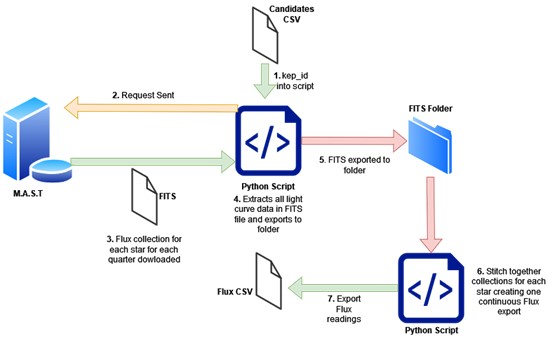 Candidates
CSV
1. kep_id
into script
2. Request Sent
FITS Folder
M.A.S.T
FITS
Python Script
5. FITS exported to
folder
4. Extracts all light
curve data in FITS
file and exports to
folder
3. Flux collection for
each star for each
quarter dowloaded
Flux CSV
7. Export
Flux
readings
6. Stitch together
collections for each
star creating one
continuous Flux
export
Python Script